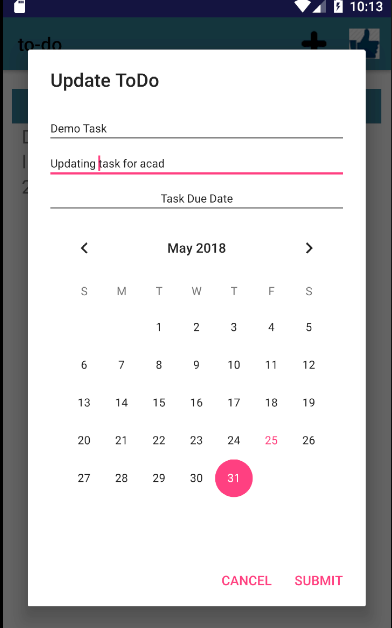 10:13
to-do
Update ToDo
Demo Task
Updating task for acad
Task Due Date
May 2018
S M T W T F S
1 2 3 4 5
6 7 8 9 10 11 12
13 14 15 16 17 18 19
20 21 22 23 24 25 26
27 28 29 30 31
CANCEL SUBMIT